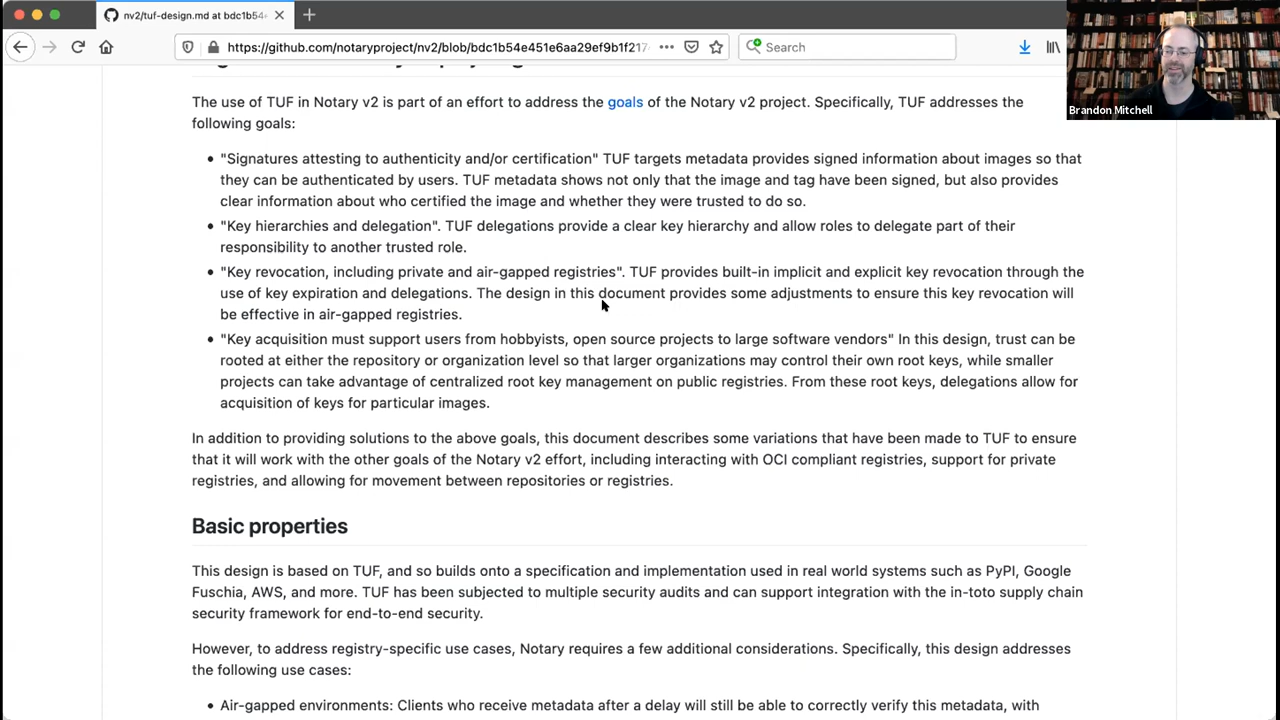 nv2/tuf-design.md at bdc1b54
https://github.com/notaryproject/nv2/blob/bdc1b54e451e6aa29ef9b1f217
Search
Brandon Mitchell
The use of TUF in Notary v2 is part of an effort to address the goals of the Notary v2 project. Specifically, TUF addresses the
following goals:
• "Signatures attesting to authenticity and/or certification" TUF targets metadata provides signed information about images so that
they can be authenticated by users. TUF metadata shows not only that the image and tag have been signed, but also provides
clear information about who certified the image and whether they were trusted to do so.
• "Key hierarchies and delegation". TUF delegations provide a clear key hierarchy and allow roles to delegate part of their
responsibility to another trusted role.
• "Key revocation, including private and air-gapped registries". TUF provides built-in implicit and explicit key revocation through the
use of key expiration and delegations. The design in this document provides some adjustments to ensure this key revocation will
be effective in air-gapped registries.
• "Key acquisition must support users from hobbyists, open source projects to large software vendors" In this design, trust can be
rooted at either the repository or organization level so that larger organizations may control their own root keys, while smaller
projects can take advantage of centralized root key management on public registries. From these root keys, delegations allow for
acquisition of keys for particular images.
In addition to providing solutions to the above goals, this document describes some variations that have been made to TUF to ensure
that it will work with the other goals of the Notary v2 effort, including interacting with OCI compliant registries, support for private
registries, and allowing for movement between repositories or registries.
Basic properties
This design is based on TUF, and so builds onto a specification and implementation used in real world systems such as PyPI, Google
Fuschia, AWS, and more. TUF has been subjected to multiple security audits and can support integration with the in-toto supply chain
security framework for end-to-end security.
However, to address registry-specific use cases, Notary requires a few additional considerations. Specifically, this design addresses
the following use cases:
• Air-gapped environments: Clients who receive metadata after a delay will still be able to correctly verify this metadata, with